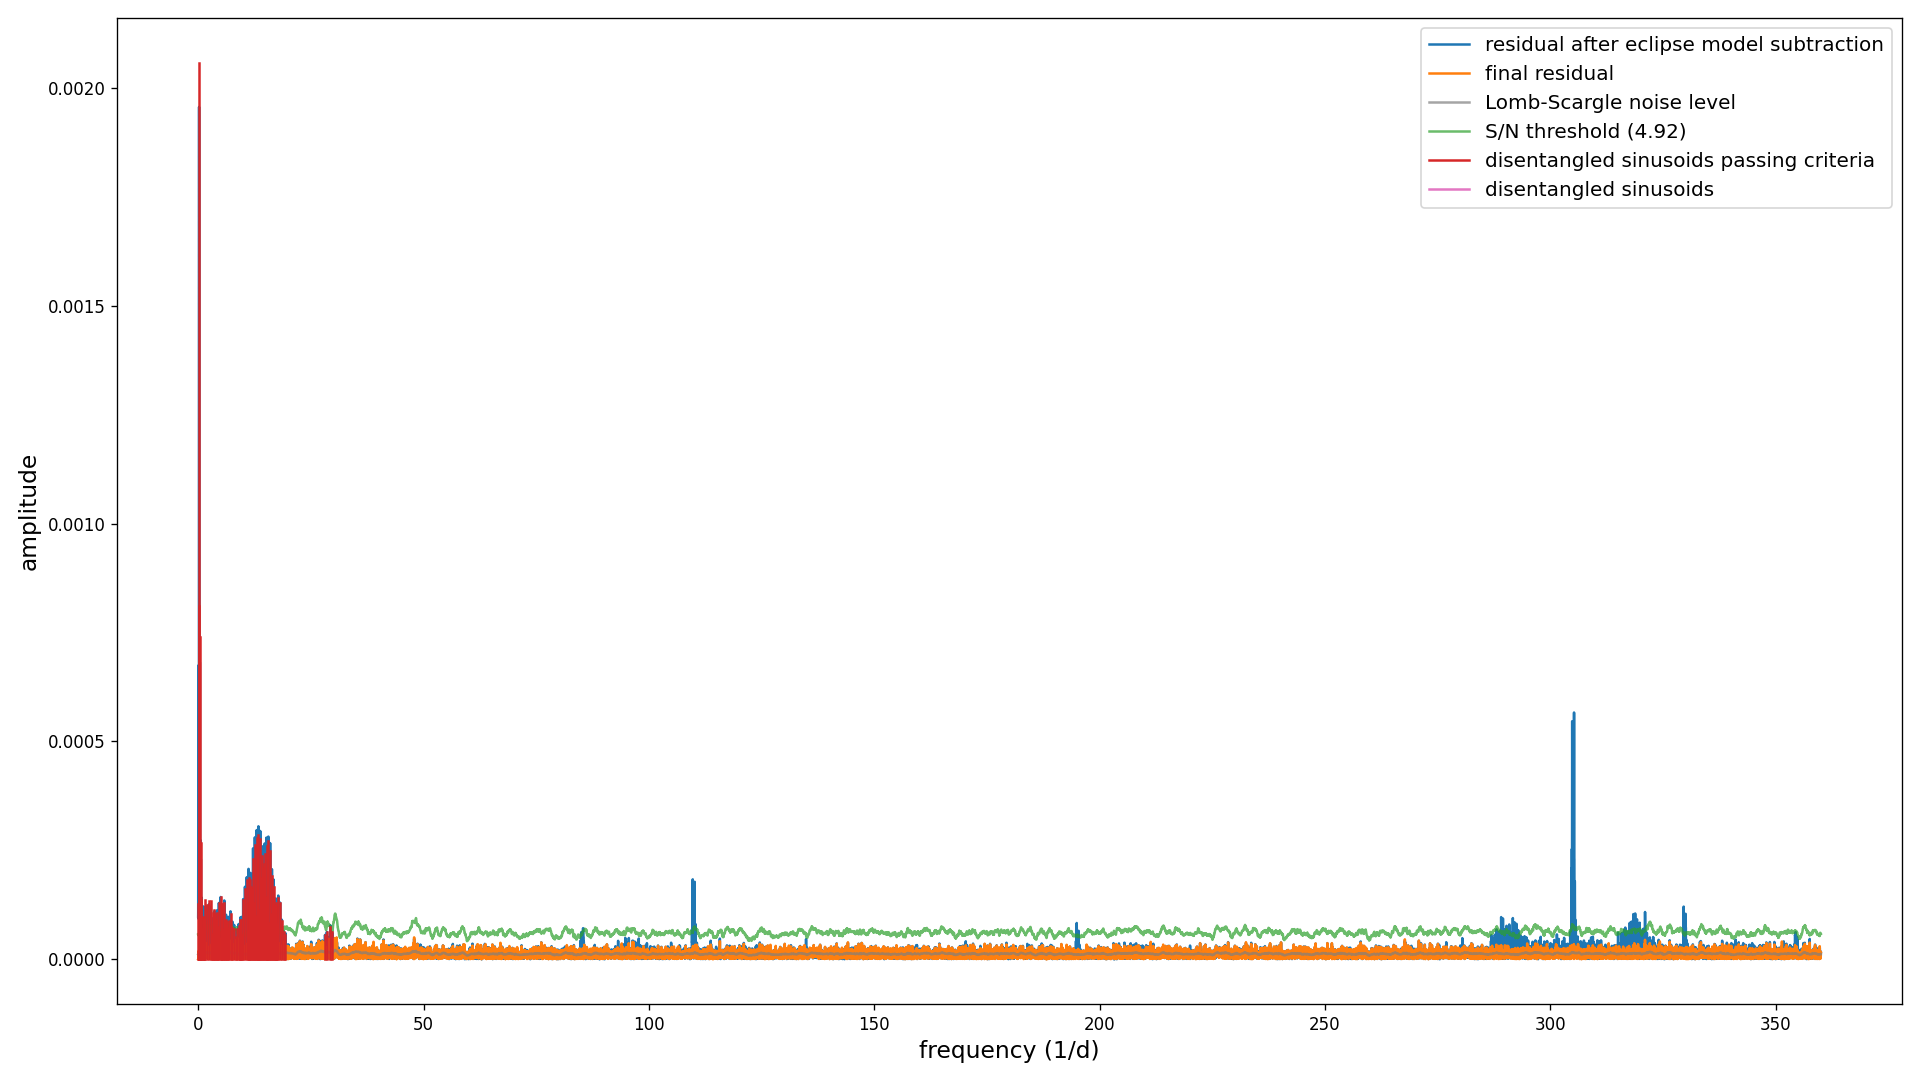 residual after eclipse model subtraction
final residual
Lomb-Scargle noise level
S/N threshold (4.92)
disentangled sinusoids passing criteria
disentangled sinusoids
0.0020
0.0015
0.0010
0.0005
0.0000
amplitude
0 50 100 150 200 250 300 350
frequency (1/d)